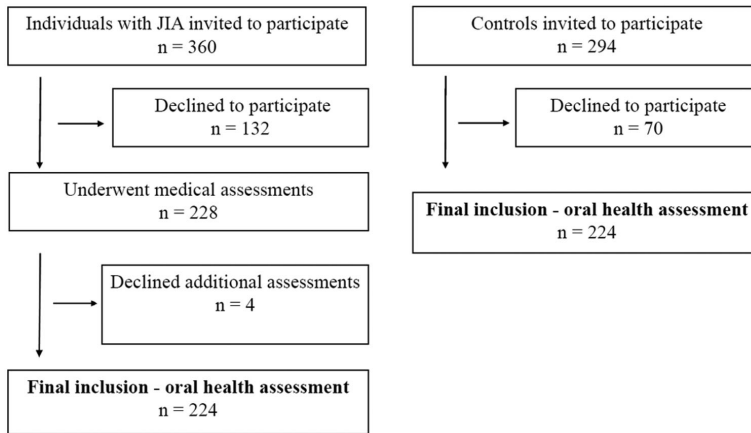 Individuals with JIA invited to participate
n = 360
Declined to participate
n = 132
Underwent medical assessments
n = 228
Declined additional assessments
n = 4
Final inclusion - oral health assessment
n = 224
Controls invited to participate
n = 294
Declined to participate
n = 70
Final inclusion - oral health assessment
n = 224